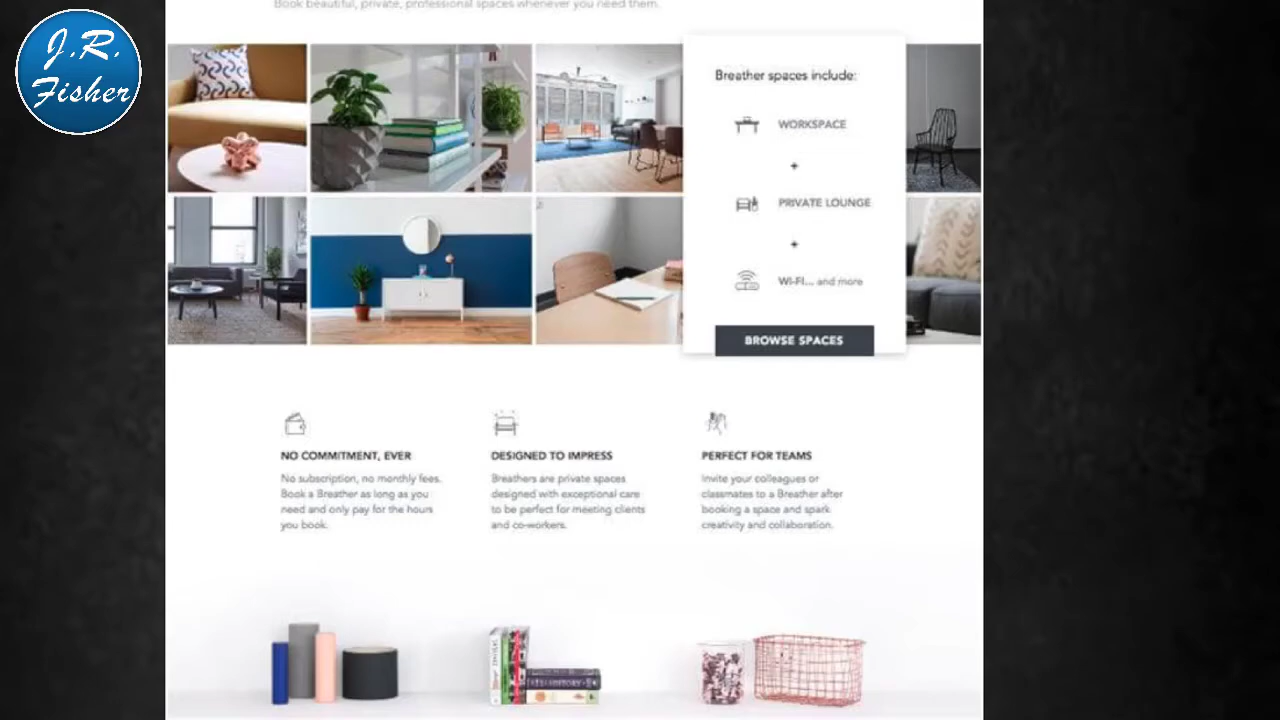 J.R.
Fisher
Book beautiful, private, professional spaces whenever you need them.
Breather spaces include:
WORKSPACE
+
PRIVATE LOUNGE
+
WI-FI... and more
BROWSE SPACES
NO COMMITMENT, EVER
No subscription, no monthly fees.
Book a Breather as long as you
need and only pay for the hours
you book.
DESIGNED TO IMPRESS
Breathers are private spaces
designed with exceptional care
to be perfect for meeting clients
and co-workers.
PERFECT FOR TEAMS
Invite your colleagues or
classmates to a Breather after
booking a space and spark
creativity and collaboration.
HISTORY